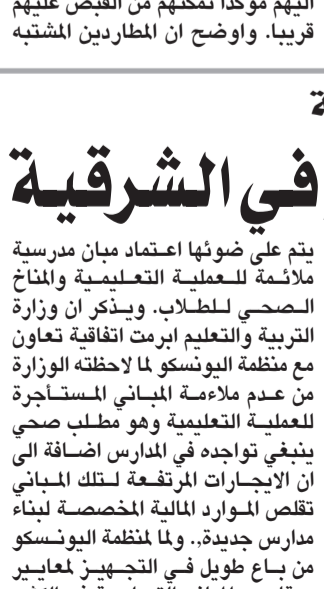 اليهم مؤكدا تمكنهم من القبض عليهم
قريبا. واوضح ان المطاردين المشتبه
في الشرقية
يتم على ضوئها اعتماد مبان مدرسية
ملائمة للعملية التعليمية والمناخ
الصحي للطلاب. ويذكر ان وزارة
التربية والتعليم ابرمت اتفاقية تعاون
مع منظمة اليونسكو لما لاحظته الوزارة
من عدم ملاءمة المباني المستأجرة
للعملية التعليمية وهو مطلب صحي
ينبغي تواجده في المدارس اضافة الى
ان الايجارات المرتفعة لتلك المباني
تقلص الموارد المالية المخصصة لبناء
مدارس جديدة,. ولما لمنظمة اليونسكو
من باع طويل في التجهيز لمعايير